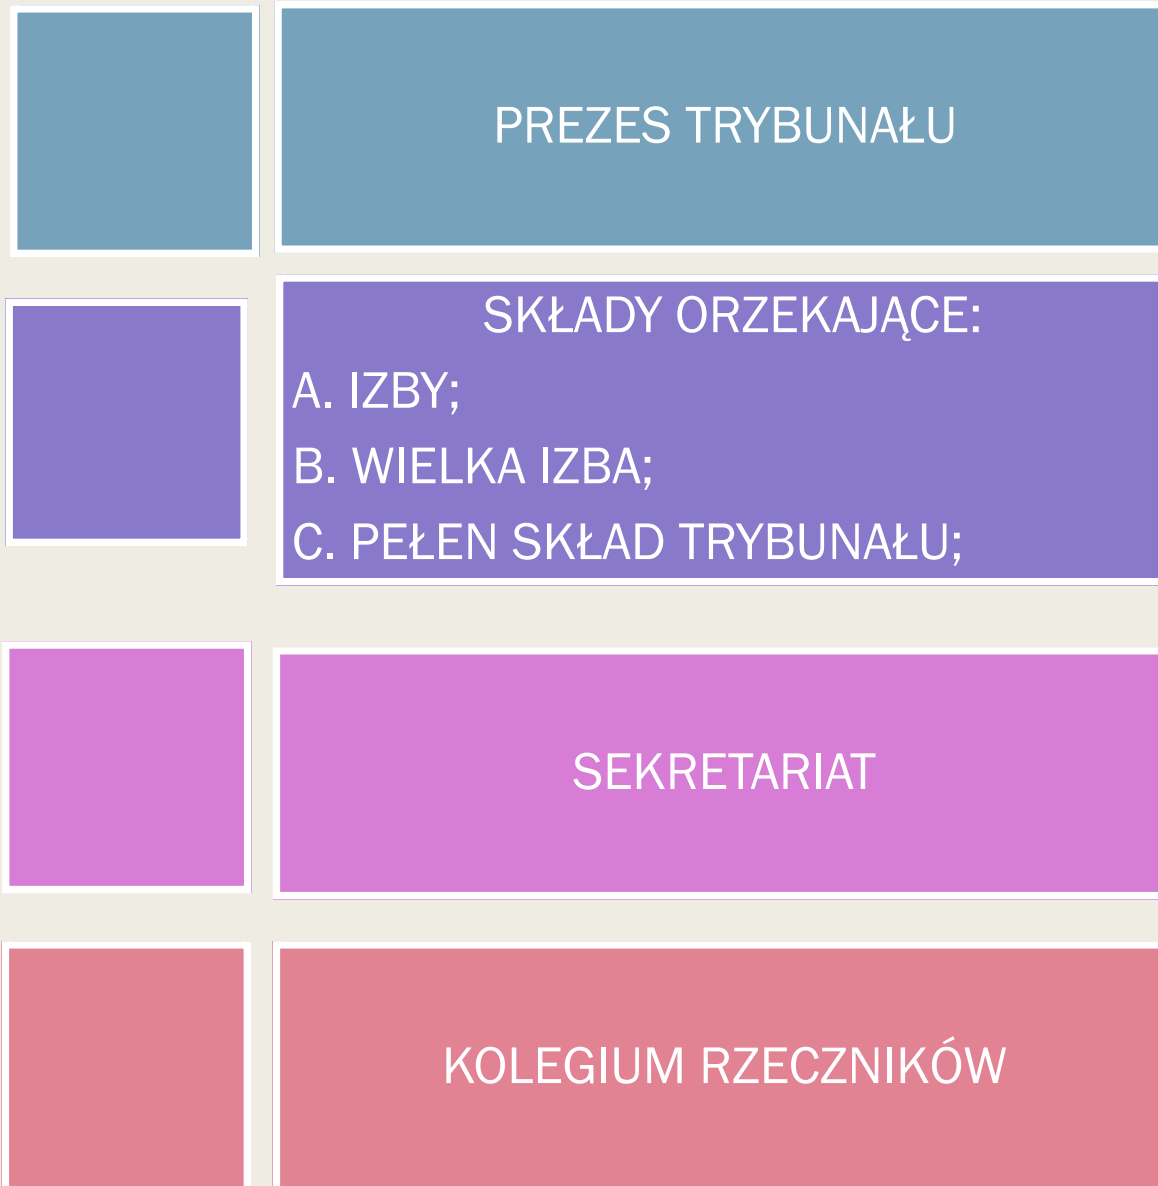 PREZES TRYBUNAŁU
SKŁADY ORZEKAJĄCE:
A. IZBY;
B. WIELKA IZBA;
C. PEŁEN SKŁAD TRYBUNAŁU;
SEKRETARIAT
KOLEGIUM RZECZNIKÓW